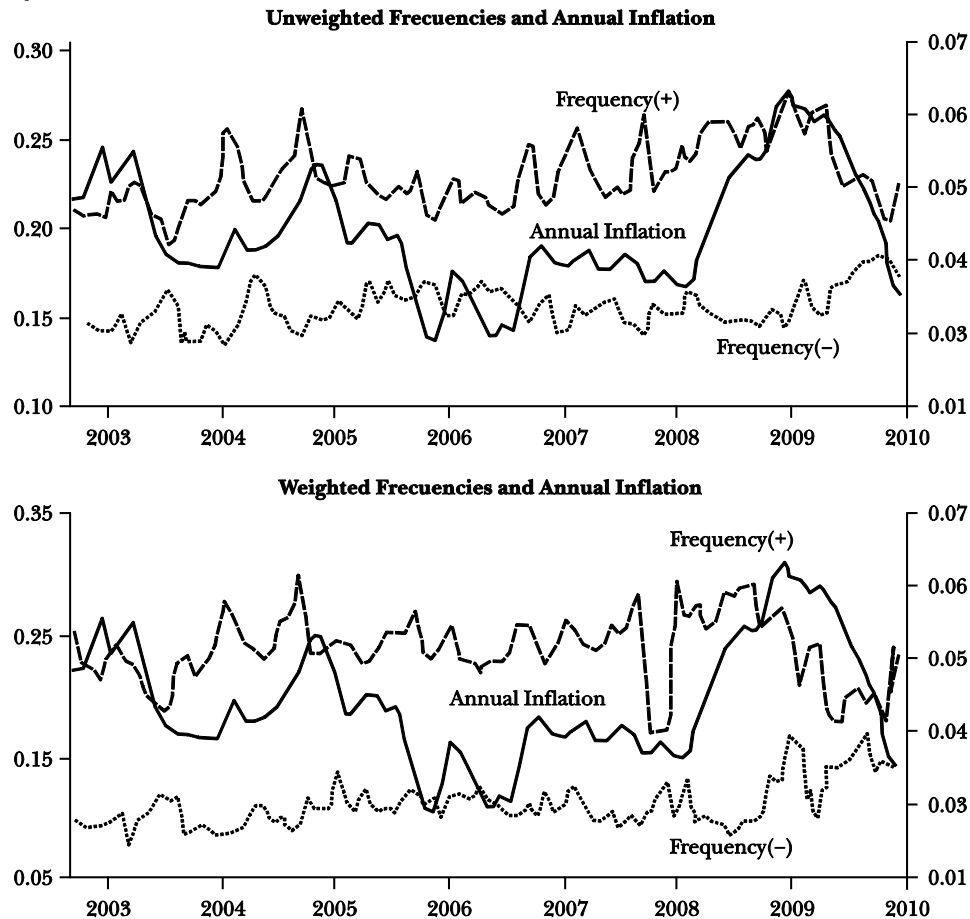 Unweighted Frecuencies and Annual Inflation
0.30
0.25
0.20
0.15
0.10
0.07
0.06
0.05
0.04
0.03
0.01
Frequency(+)
Annual Inflation
Frequency(–)
2003 2004 2005 2006 2007 2008 2009 2010
Weighted Frecuencies and Annual Inflation
0.35
0.25
0.15
0.05
0.07
0.06
0.05
0.04
0.03
0.01
Frequency(+)
Annual Inflation
Frequency(–)
2003 2004 2005 2006 2007 2008 2009 2010